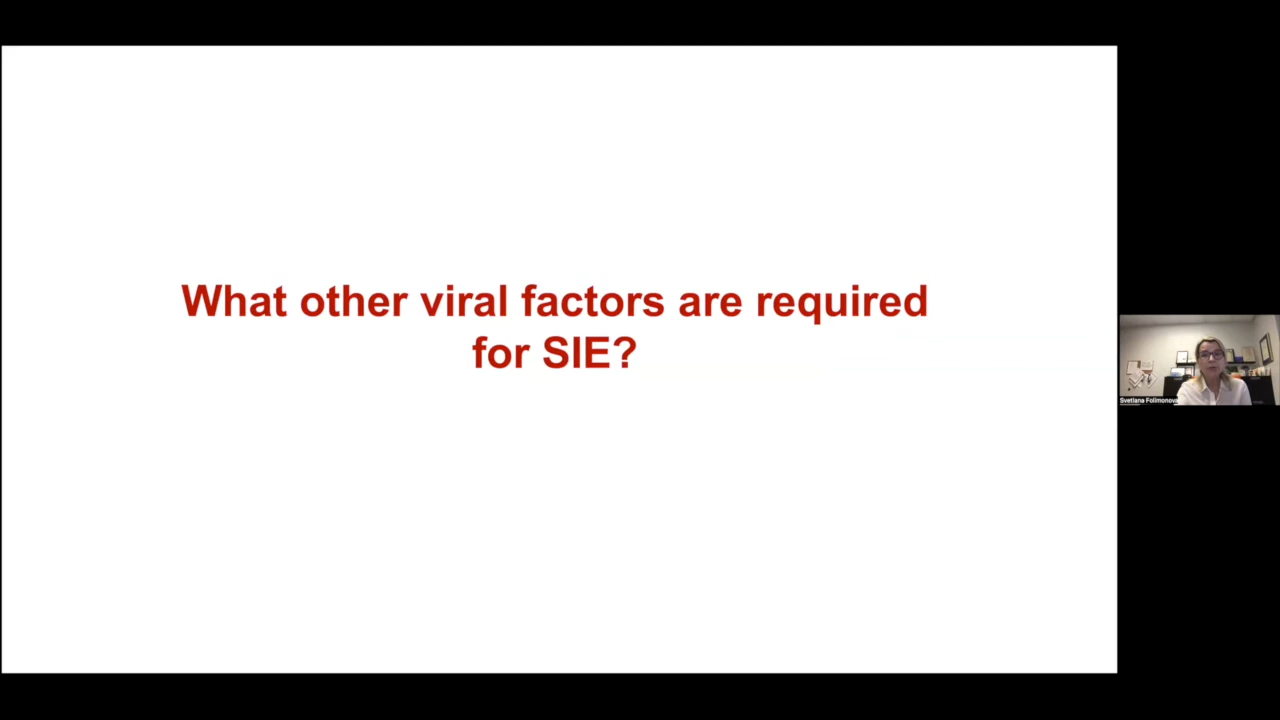 What other viral factors are required
for SIE?
Svetlana Folimonova